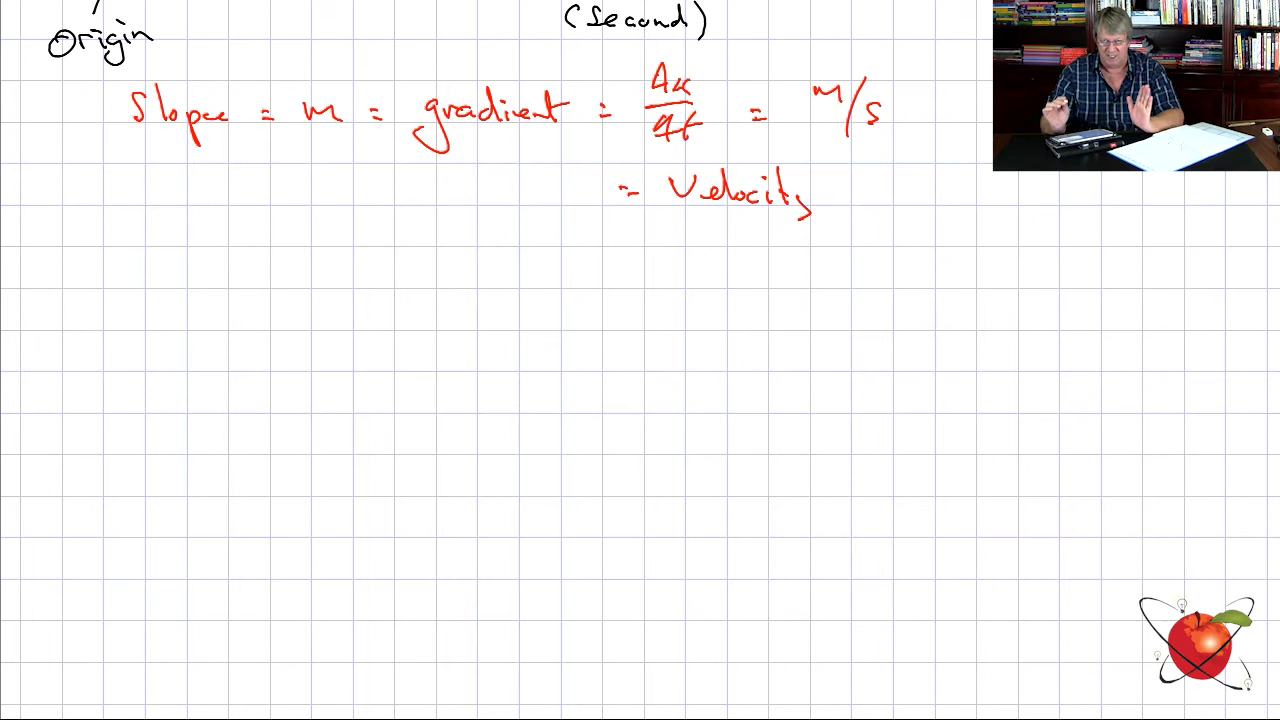 (Second)
Origin
Slope = m = gradient = Δx/Δt = m/s
= Velocity